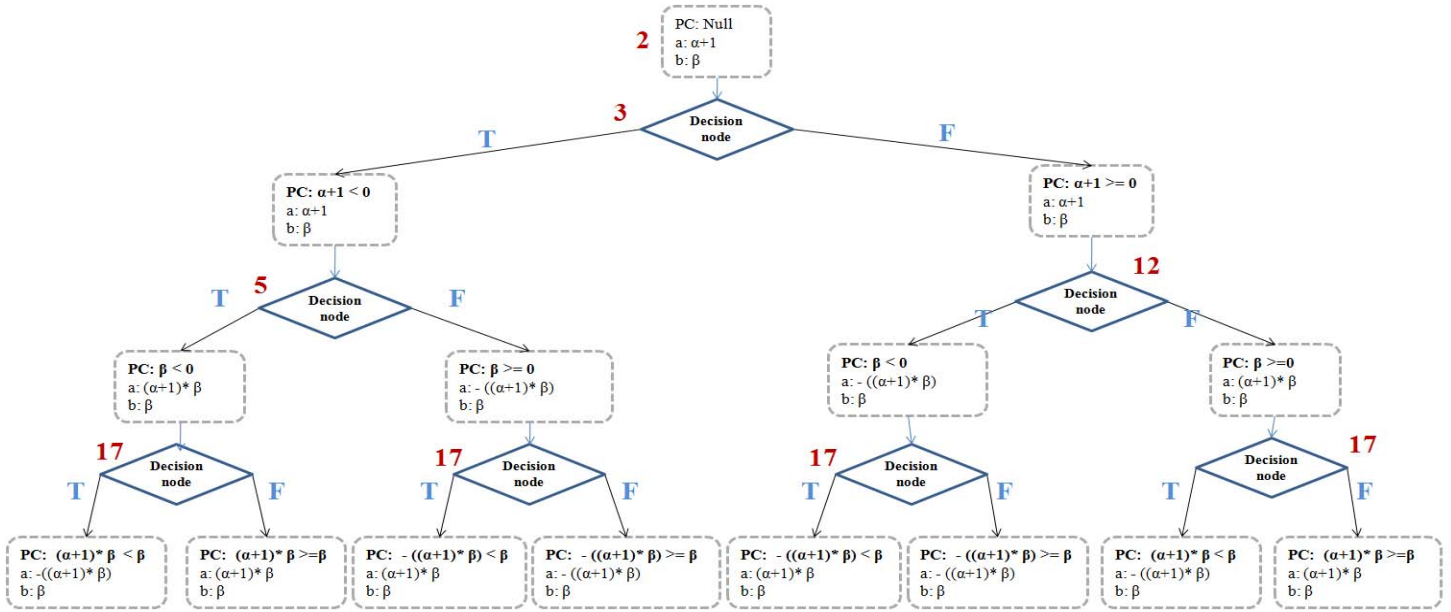 2
PC: Null
a: α+1
b: β
3
Decision
node
T
F
PC: α+1 < 0
a: α+1
b: β
PC: α+1 >= 0
a: α+1
b: β
5
Decision
node
T
F
12
Decision
node
T
F
PC: β < 0
a: (α+1)* β
b: β
PC: β >= 0
a: - ((α+1)* β)
b: β
PC: β < 0
a: - ((α+1)* β)
b: β
PC: β >=0
a: (α+1)* β
b: β
17
Decision
node
T
F
17
Decision
node
T
F
17
Decision
node
T
F
17
Decision
node
T
F
PC: (α+1)* β < β
a: -((α+1)* β)
b: β
PC: (α+1)* β >=β
a: (α+1)* β
b: β
PC: - ((α+1)* β) < β
a: (α+1)* β
b: β
PC: - ((α+1)* β) >= β
a: - ((α+1)* β)
b: β
PC: - ((α+1)* β) < β
a: (α+1)* β
b: β
PC: - ((α+1)* β) >= β
a: - ((α+1)* β)
b: β
PC: (α+1)* β < β
a: - ((α+1)* β)
b: β
PC: (α+1)* β >=β
a: (α+1)* β
b: β